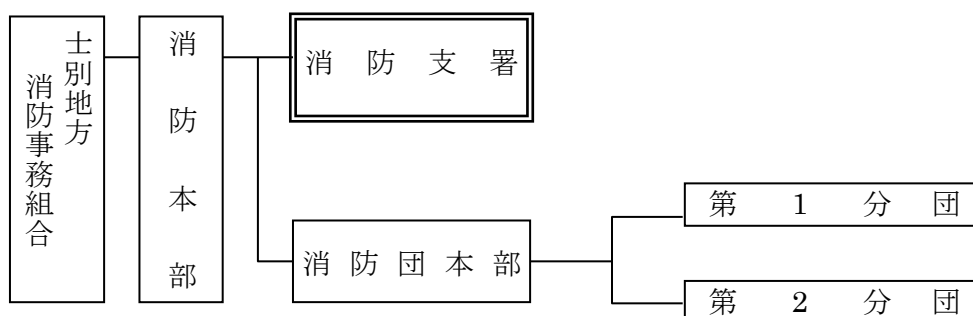 士別地方
消防事務組合
消防本部
消防支署
消防団本部
第1分団
第2分団